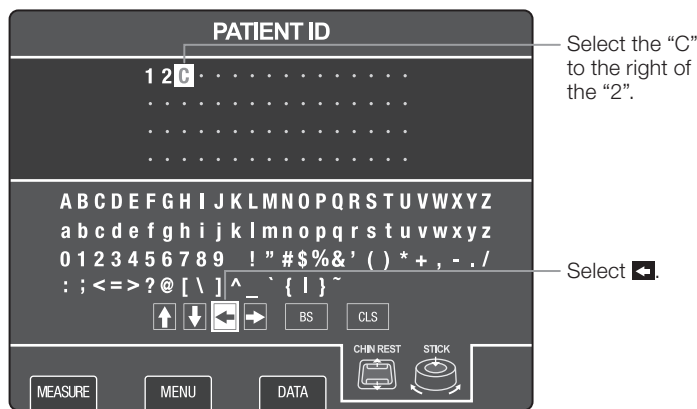 PATIENT ID
Select the “C”
to the right of
the “2”.
1 2 C · · · · · · · · · · · · ·
· · · · · · · · · · · · · · · ·
· · · · · · · · · · · · · · · ·
· · · · · · · · · · · · · · · ·
A B C D E F G H I J K L M N O P Q R S T U V W X Y Z
a b c d e f g h i j k l m n o p q r s t u v w x y z
0 1 2 3 4 5 6 7 8 9 ! " # $ % & ' ( ) * + , - . /
: ; < = > ? @ [ \ ] ^ _ ` { | } ~
Select ←.
↑ ↓ ← → BS CLS
CHIN REST STICK
MEASURE MENU DATA